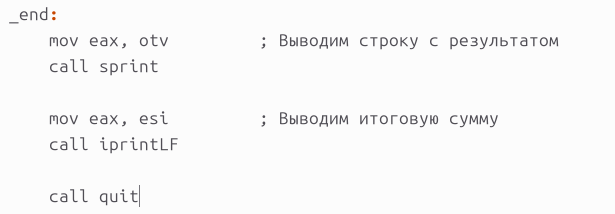 _end:
mov eax, otv ; Выводим строку с результатом
call sprint
mov eax, esi ; Выводим итоговую сумму
call iprintLF
call quit